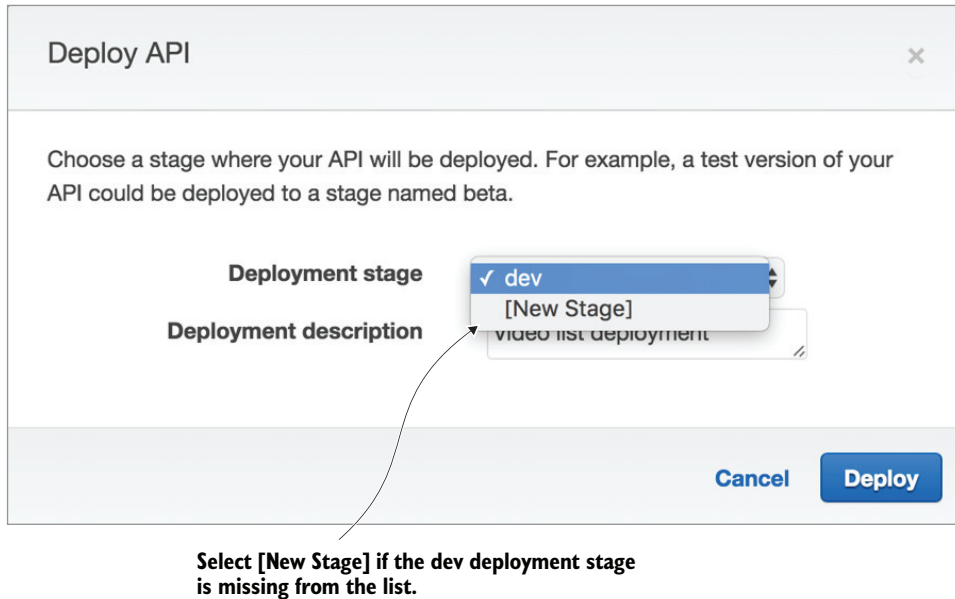 Deploy API
×
Choose a stage where your API will be deployed. For example, a test version of your
API could be deployed to a stage named beta.
Deployment stage
✓ dev
[New Stage]
Deployment description
video list deployment
Cancel
Deploy
Select [New Stage] if the dev deployment stage
is missing from the list.